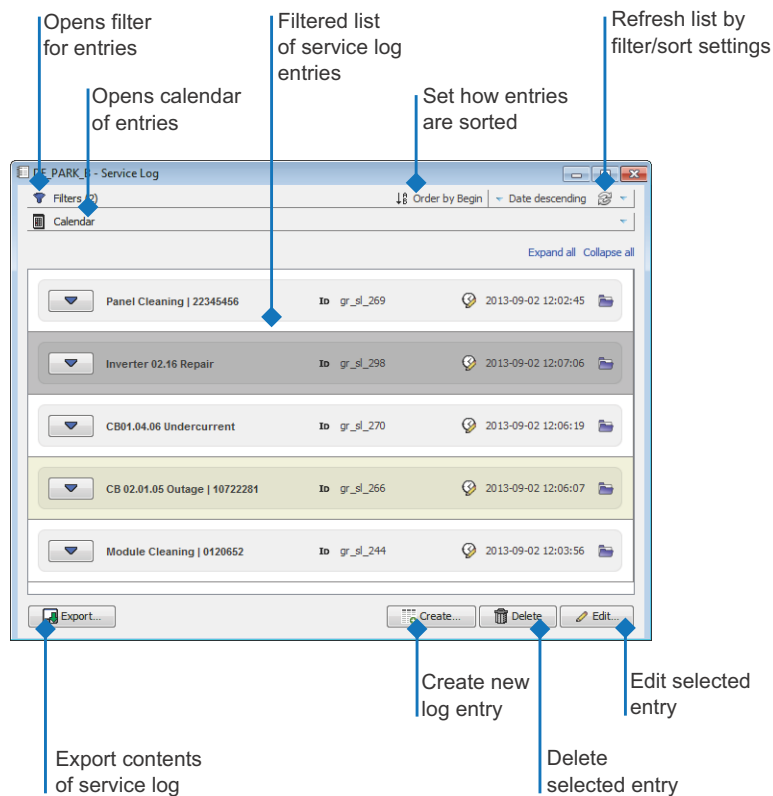 Opens filter
for entries
Filtered list
of service log
entries
Refresh list by
filter/sort settings
Opens calendar
of entries
Set how entries
are sorted
- Service Log
Filters
Order by Begin
Date descending
Calendar
Expand all Collapse all
Panel Cleaning | 22345456 ID gr_sl_269 2013-09-02 12:02:45
Inverter 02.16 Repair ID gr_sl_298 2013-09-02 12:07:06
CB01.04.06 Undercurrent ID gr_sl_270 2013-09-02 12:06:19
CB 02.01.05 Outage | 10722281 ID gr_sl_266 2013-09-02 12:06:07
Module Cleaning | 0120652 ID gr_sl_244 2013-09-02 12:03:56
Export...
Create...
Delete
Edit...
Create new
log entry
Edit selected
entry
Export contents
of service log
Delete
selected entry